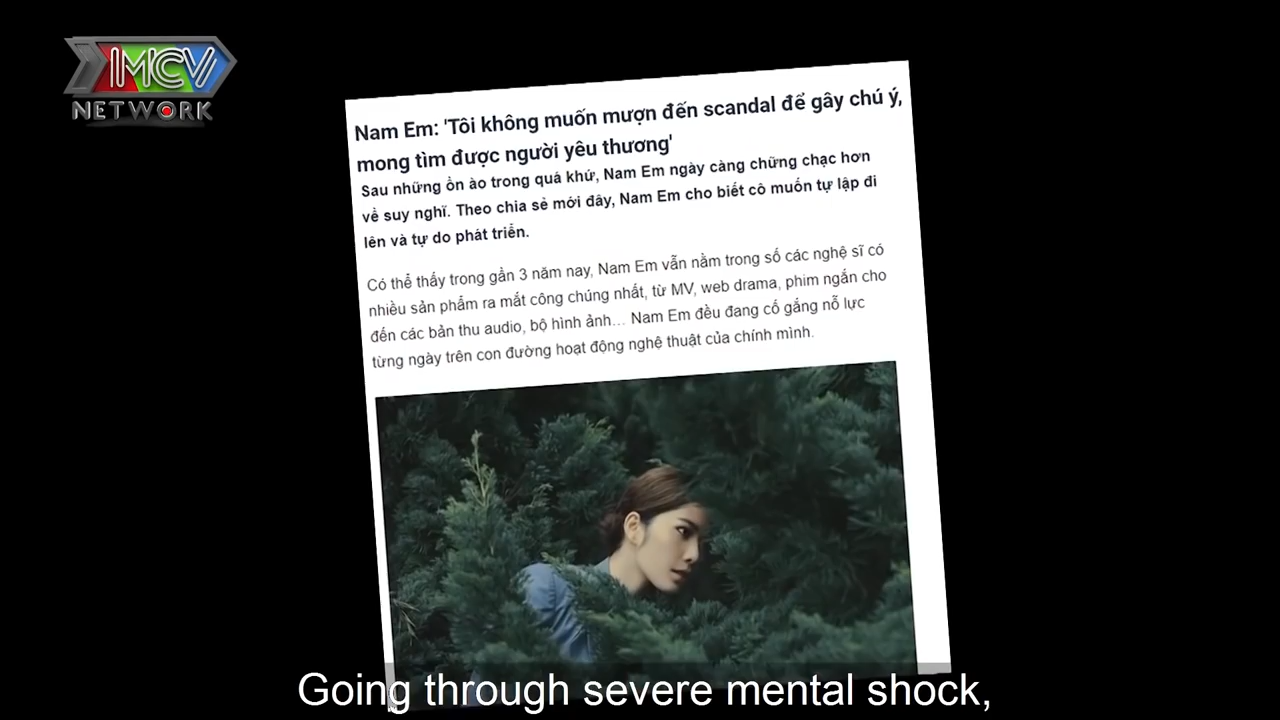 MCV
NETWORK
Nam Em: 'Tôi không muốn mượn đến scandal để gây chú ý,
mong tìm được người yêu thương'
Sau những ồn ào trong quá khứ, Nam Em ngày càng chững chạc hơn
về suy nghĩ. Theo chia sẻ mới đây, Nam Em cho biết cô muốn tự lập đi
lên và tự do phát triển.
Có thể thấy trong gần 3 năm nay, Nam Em vẫn nằm trong số các nghệ sĩ có
nhiều sản phẩm ra mắt công chúng nhất, từ MV, web drama, phim ngắn cho
đến các bản thu audio, bộ hình ảnh... Nam Em đều đang cố gắng nỗ lực
từng ngày trên con đường hoạt động nghệ thuật của chính mình.
Going through severe mental shock,